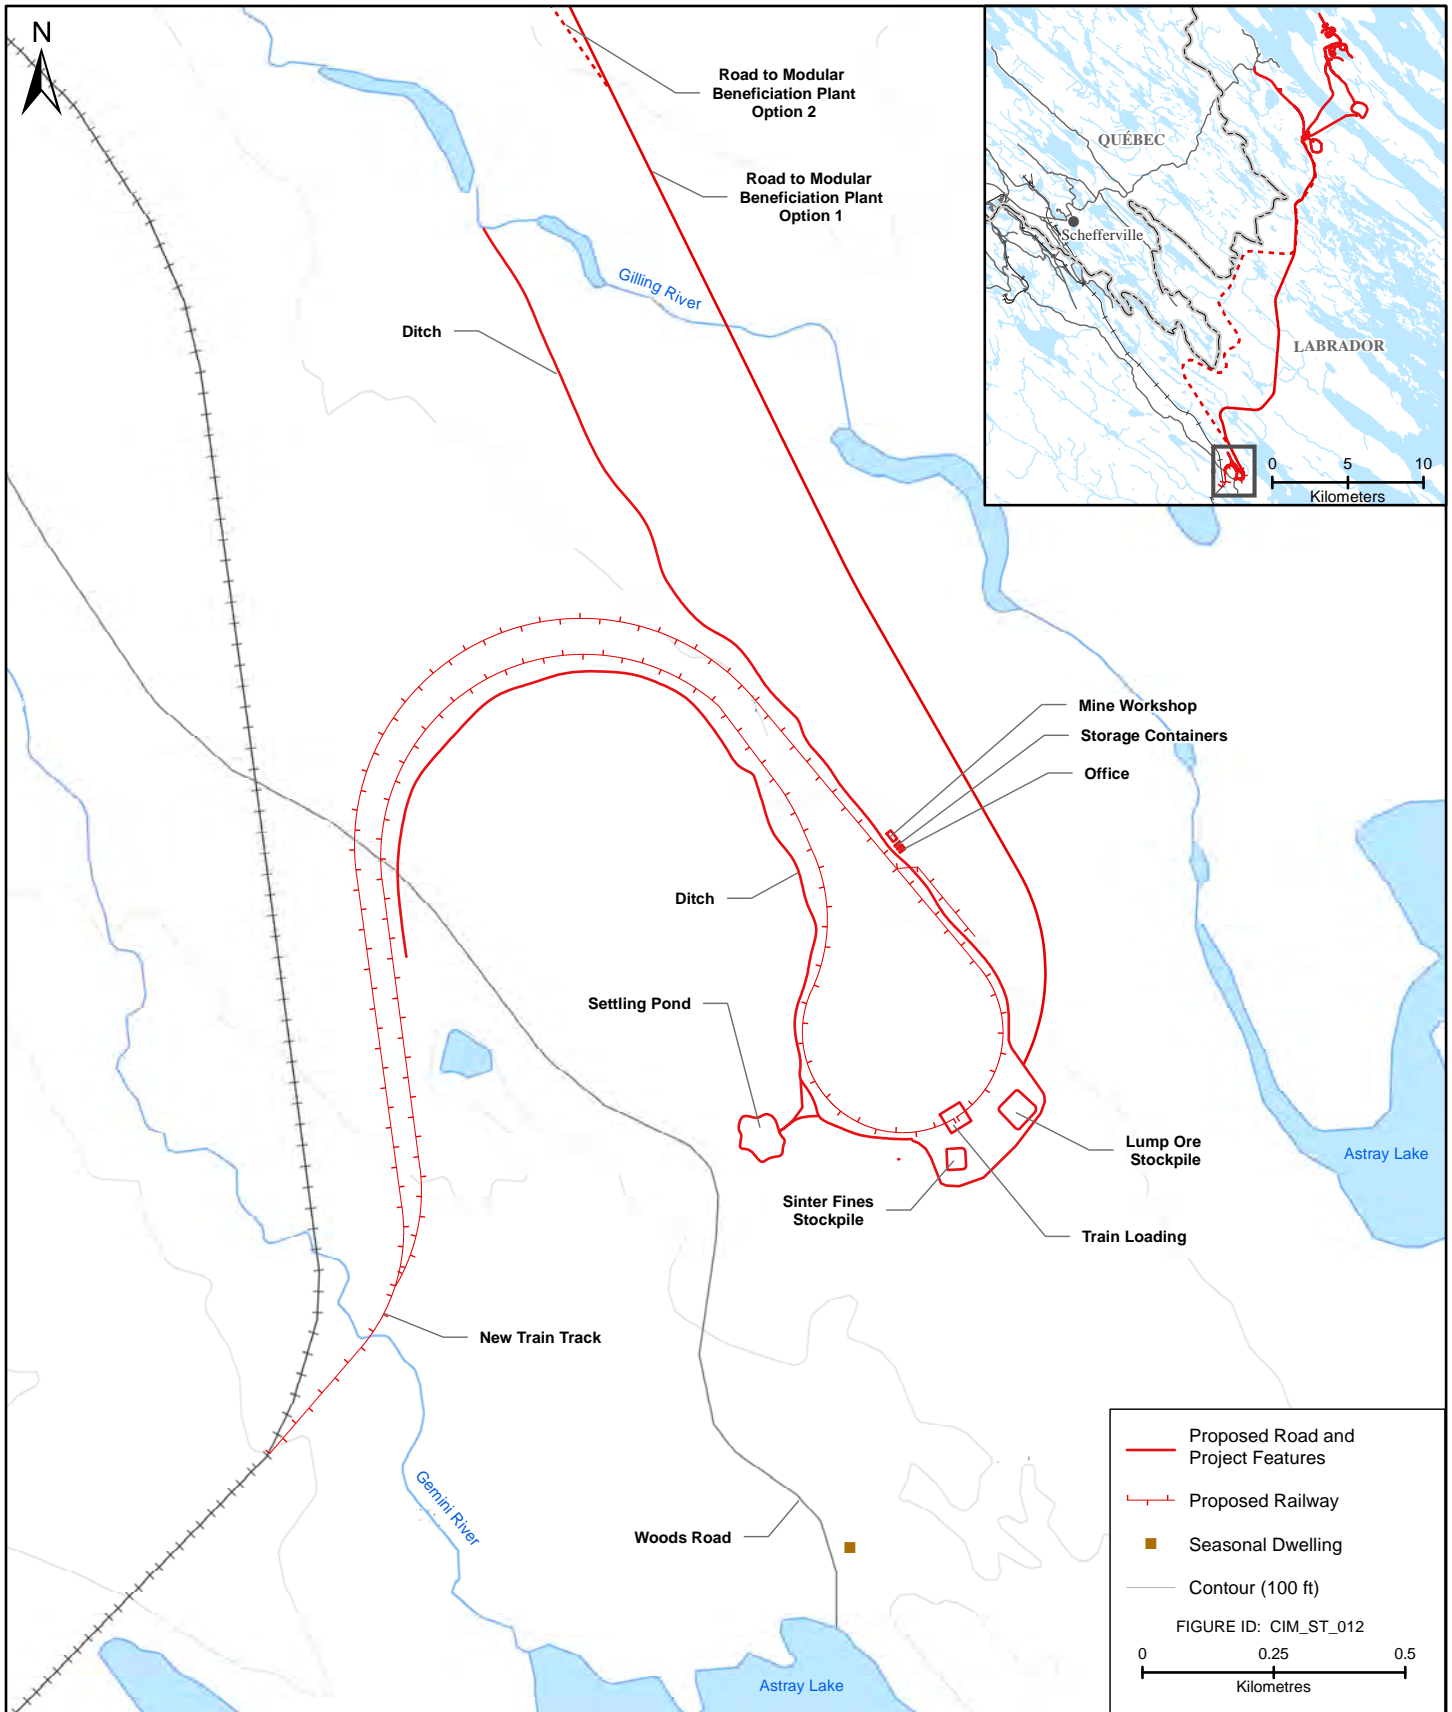 N
Road to Modular
Beneficiation Plant
Option 2
Road to Modular
Beneficiation Plant
Option 1
QUÉBEC
Schefferville
LABRADOR
0 5 10
Kilometers
Gilling River
Ditch
Mine Workshop
Storage Containers
Office
Ditch
Settling Pond
Lump Ore
Stockpile
Astray Lake
Sinter Fines
Stockpile
Train Loading
New Train Track
Gemini River
Woods Road
Astray Lake
Proposed Road and
Project Features
Proposed Railway
Seasonal Dwelling
Contour (100 ft)
FIGURE ID: CIM_ST_012
0 0.25 0.5
Kilometres